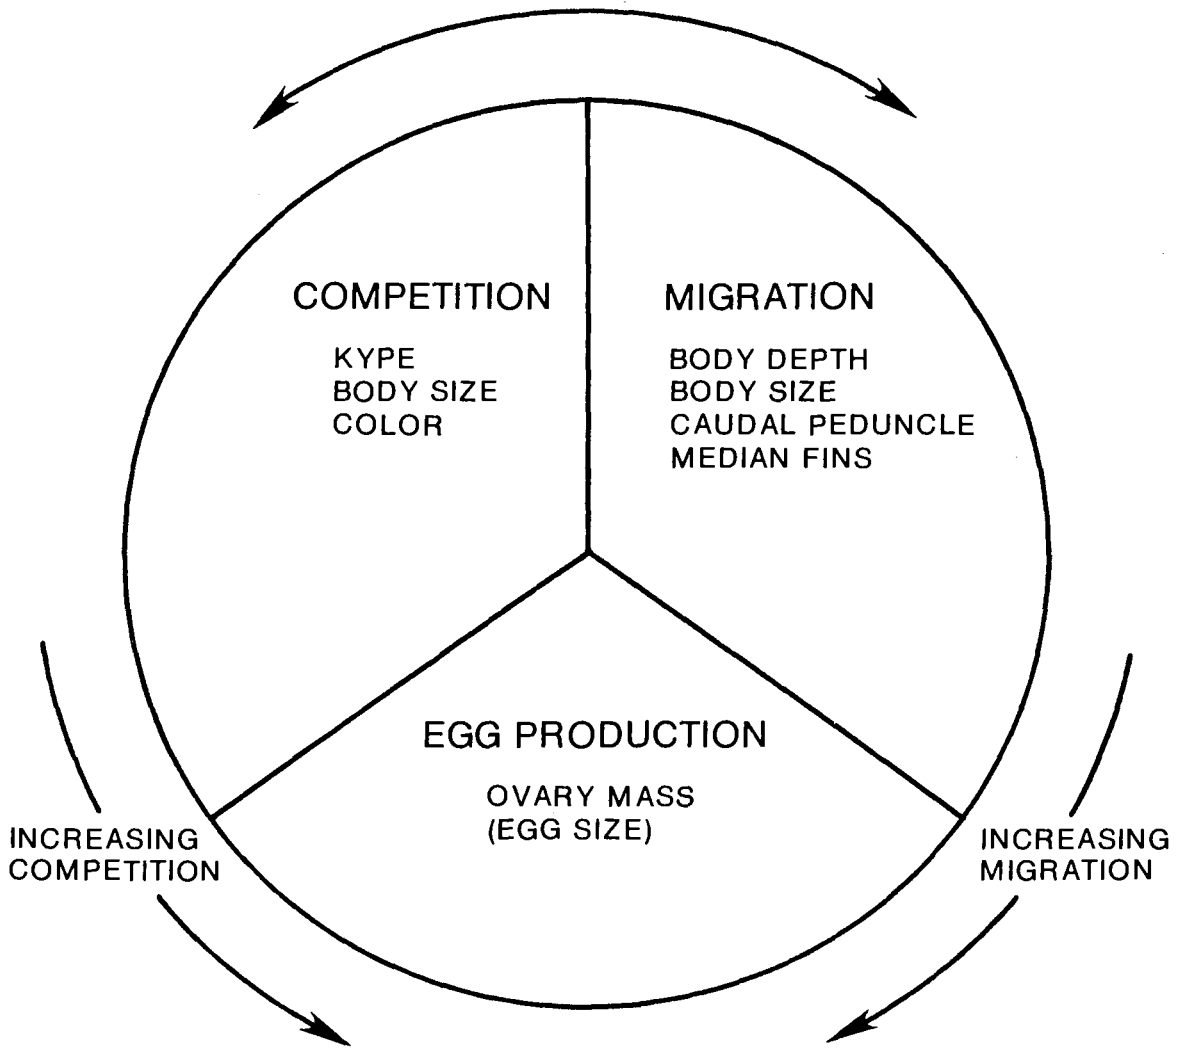 COMPETITION
KYPE
BODY SIZE
COLOR
MIGRATION
BODY DEPTH
BODY SIZE
CAUDAL PEDUNCLE
MEDIAN FINS
EGG PRODUCTION
OVARY MASS
(EGG SIZE)
INCREASING
COMPETITION
INCREASING
MIGRATION